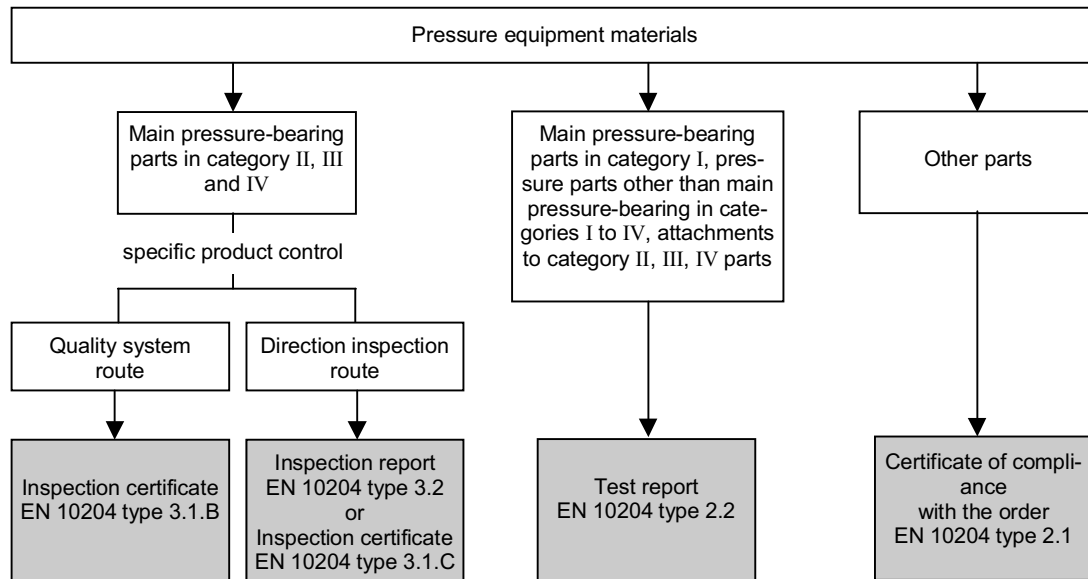 Pressure equipment materials
Main pressure-bearing
parts in category II, III
and IV
Main pressure-bearing
parts in category I, pres-
sure parts other than main
pressure-bearing in cate-
gories I to IV, attachments
to category II, III, IV parts
Other parts
specific product control
Quality system
route
Direction inspection
route
Inspection certificate
EN 10204 type 3.1.B
Inspection report
EN 10204 type 3.2
or
Inspection certificate
EN 10204 type 3.1.C
Test report
EN 10204 type 2.2
Certificate of compli-
ance
with the order
EN 10204 type 2.1